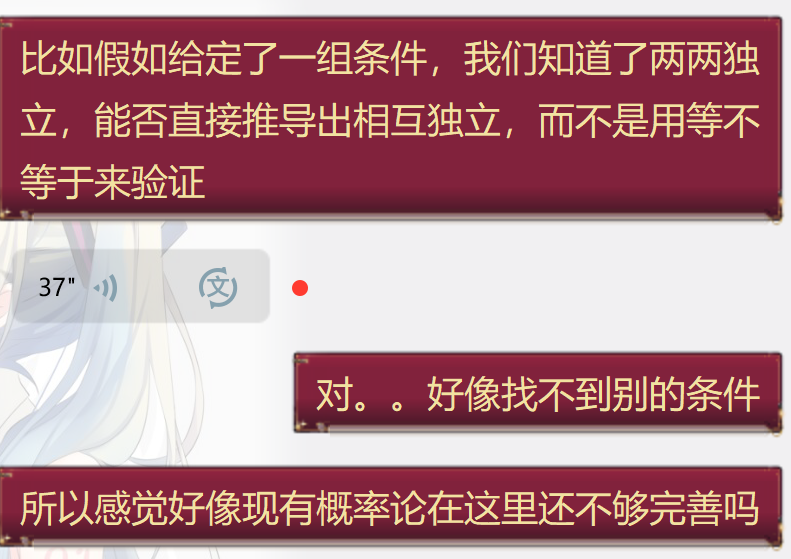 比如假如给定了一组条件，我们知道了两两独
立，能否直接推导出相互独立，而不是用等不
等于来验证
37"
文
对。。好像找不到别的条件
所以感觉好像现有概率论在这里还不够完善吗